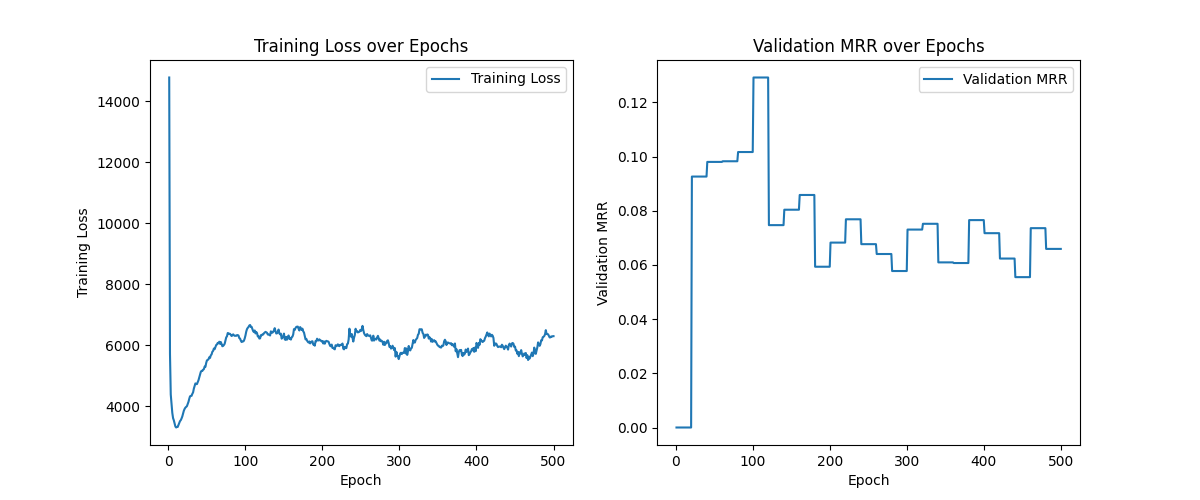 Training Loss over Epochs
Training Loss
14000
12000
10000
8000
6000
4000
Training Loss
0 100 200 300 400 500
Epoch
Validation MRR over Epochs
Validation MRR
0.12
0.10
0.08
0.06
0.04
0.02
0.00
Validation MRR
0 100 200 300 400 500
Epoch